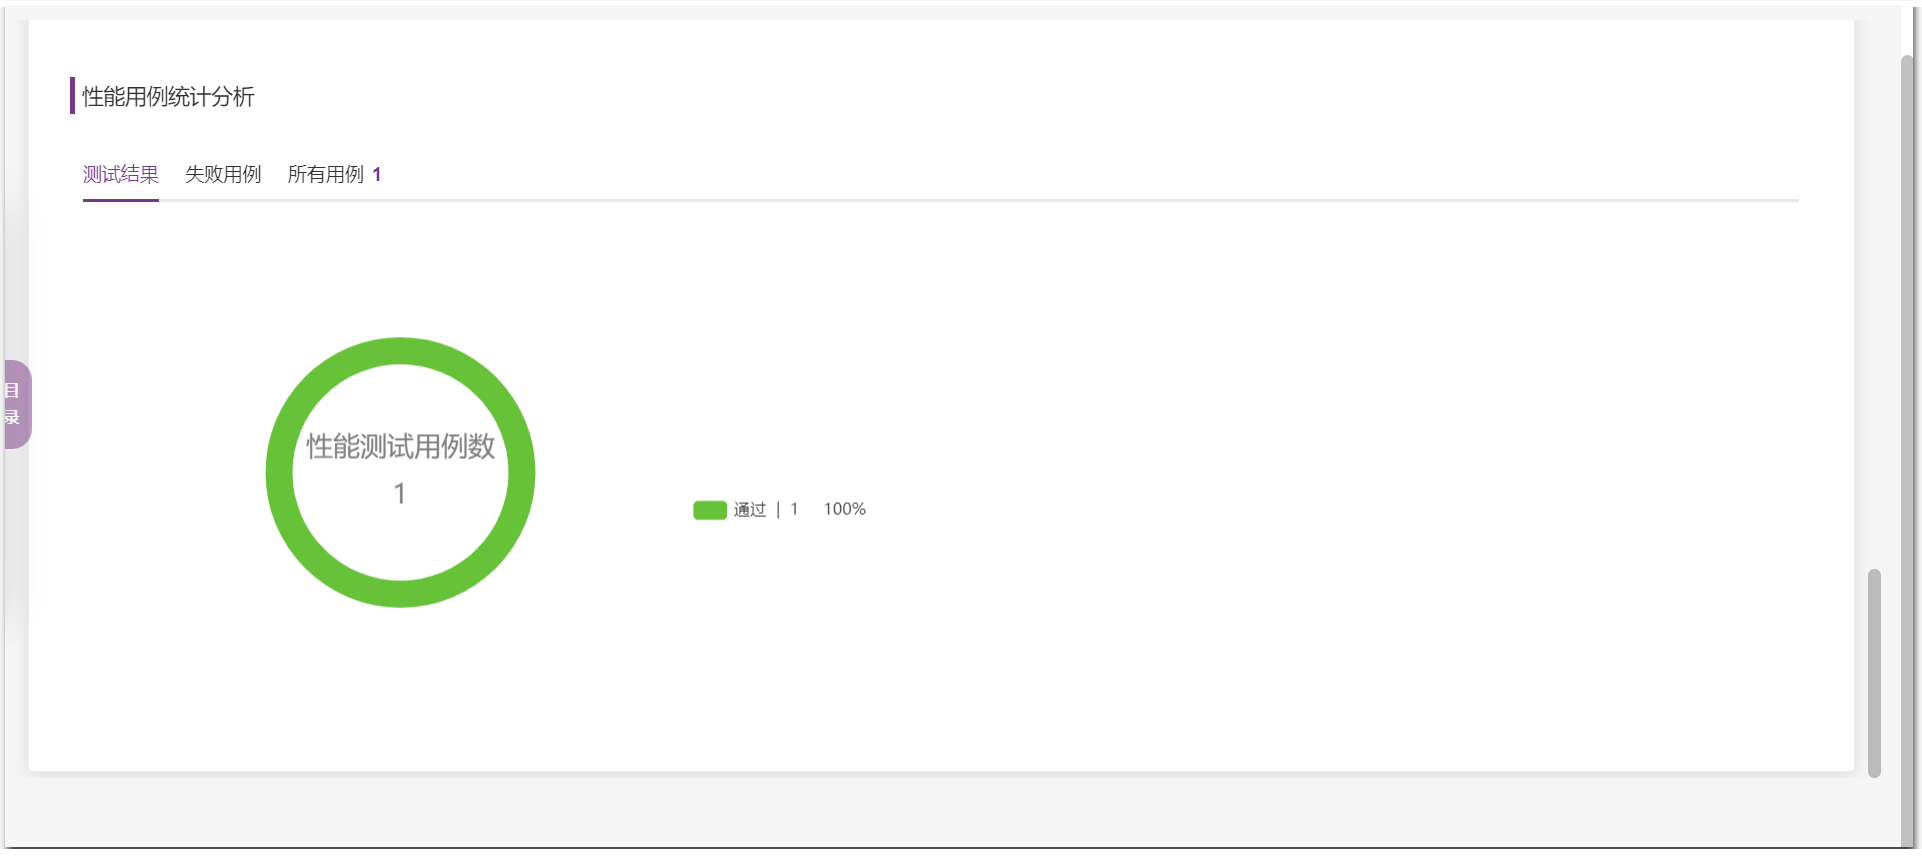 性能用例统计分析
测试结果 失败用例 所有用例 1
目
录
性能测试用例数
1
通过 | 1 100%